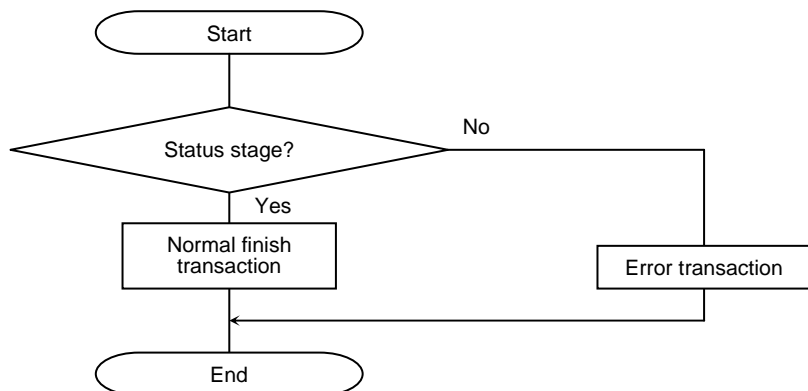 Start
Status stage?
No
Yes
Normal finish
transaction
Error transaction
End